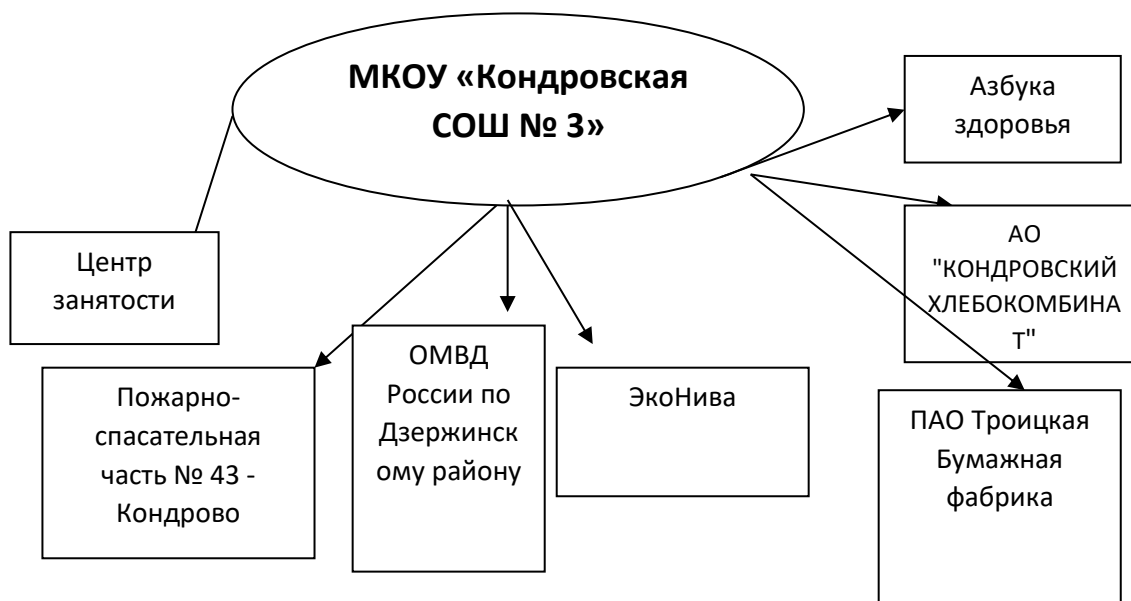 МКОУ «Кондровская
СОШ № 3»
Азбука
здоровья
Центр
занятости
АО
"КОНДРОВСКИЙ
ХЛЕБОКОМБИНА
Т"
Пожарно-
спасательная
часть № 43 -
Кондрово
ОМВД
России по
Дзержинск
ому району
ЭкоНива
ПАО Троицкая
Бумажная
фабрика